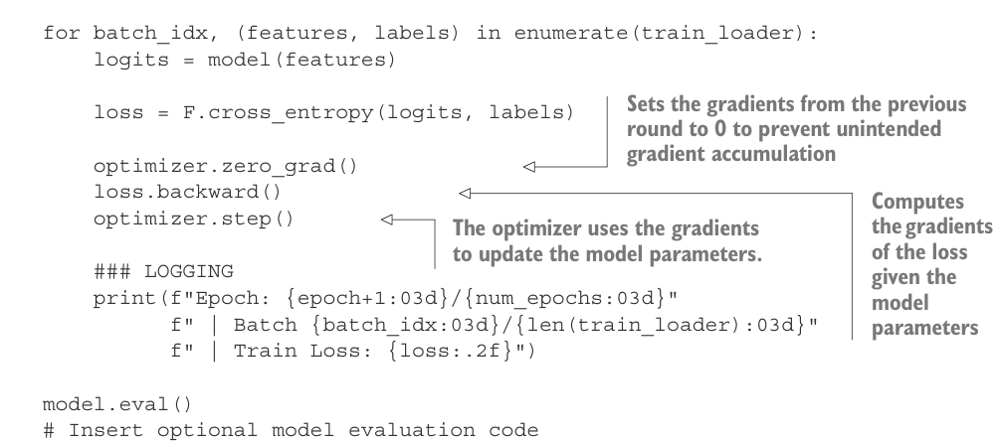 for batch_idx, (features, labels) in enumerate(train_loader):
    logits = model(features)
    loss = F.cross_entropy(logits, labels)
Sets the gradients from the previous
round to 0 to prevent unintended
gradient accumulation
    optimizer.zero_grad()
    loss.backward()
    optimizer.step()
Computes
the gradients
of the loss
given the
model
parameters
The optimizer uses the gradients
to update the model parameters.
    ### LOGGING
    print(f"Epoch: {epoch+1:03d}/{num_epochs:03d}"
          f" | Batch {batch_idx:03d}/{len(train_loader):03d}"
          f" | Train Loss: {loss:.2f}")
model.eval()
# Insert optional model evaluation code